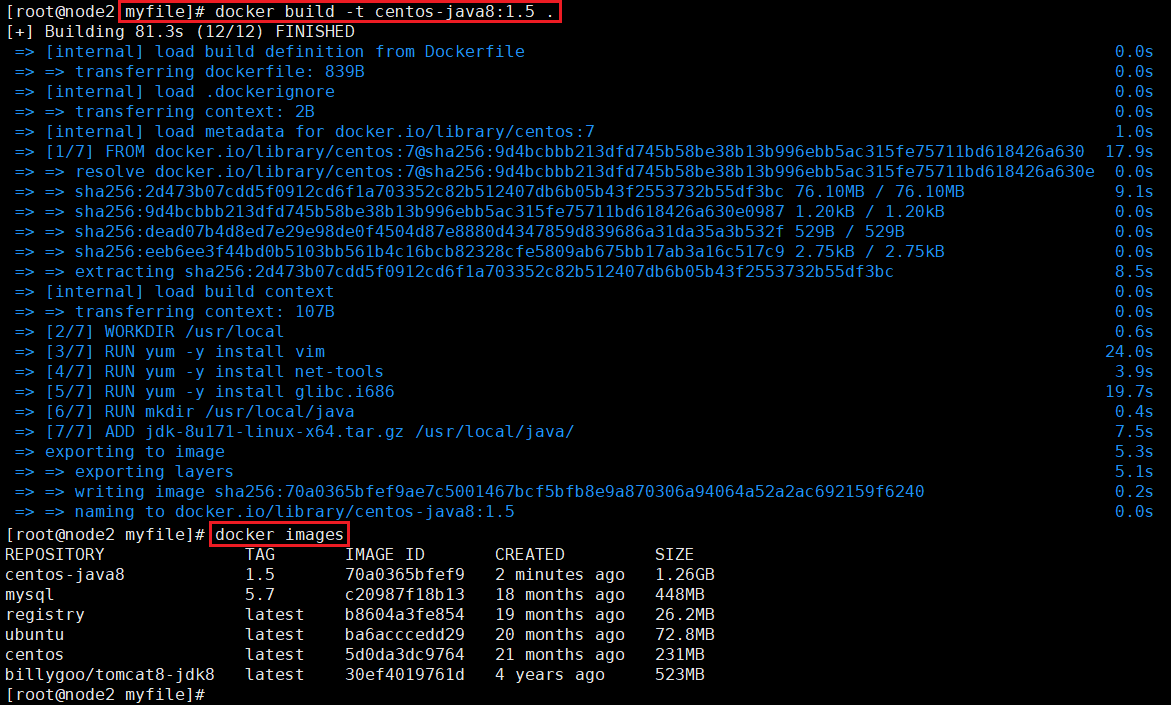 [root@node2 myfile]# docker build -t centos-java8:1.5 .
[+] Building 81.3s (12/12) FINISHED
=> [internal] load build definition from Dockerfile 0.0s
=> => transferring dockerfile: 839B 0.0s
=> [internal] load .dockerignore 0.0s
=> => transferring context: 2B 0.0s
=> [internal] load metadata for docker.io/library/centos:7 1.0s
=> [1/7] FROM docker.io/library/centos:7@sha256:9d4bcbbb213dfd745b58be38b13b996ebb5ac315fe75711bd618426a630 17.9s
=> => resolve docker.io/library/centos:7@sha256:9d4bcbbb213dfd745b58be38b13b996ebb5ac315fe75711bd618426a630e 0.0s
=> => sha256:2d473b07cdd5f0912cd6f1a703352c82b512407db6b05b43f2553732b55df3bc 76.10MB / 76.10MB 9.1s
=> => sha256:9d4bcbbb213dfd745b58be38b13b996ebb5ac315fe75711bd618426a630e0987 1.20kB / 1.20kB 0.0s
=> => sha256:dead07b4d8ed7e29e98de0f4504d87e8880d4347859d839686a31da35a3b532f 529B / 529B 0.0s
=> => sha256:eeb6ee3f44bd0b5103bb561b4c16bcb82328cfe5809ab675bb17ab3a16c517c9 2.75kB / 2.75kB 0.0s
=> => extracting sha256:2d473b07cdd5f0912cd6f1a703352c82b512407db6b05b43f2553732b55df3bc 8.5s
=> [internal] load build context 0.0s
=> => transferring context: 107B 0.0s
=> [2/7] WORKDIR /usr/local 0.6s
=> [3/7] RUN yum -y install vim 24.0s
=> [4/7] RUN yum -y install net-tools 3.9s
=> [5/7] RUN yum -y install glibc.i686 19.7s
=> [6/7] RUN mkdir /usr/local/java 0.4s
=> [7/7] ADD jdk-8u171-linux-x64.tar.gz /usr/local/java/ 7.5s
=> exporting to image 5.3s
=> => exporting layers 5.1s
=> => writing image sha256:70a0365bfef9ae7c5001467bcf5bfb8e9a870306a94064a52a2ac692159f6240 0.2s
=> => naming to docker.io/library/centos-java8:1.5 0.0s
[root@node2 myfile]# docker images
REPOSITORY TAG IMAGE ID CREATED SIZE
centos-java8 1.5 70a0365bfef9 2 minutes ago 1.26GB
mysql 5.7 c20987f18b13 18 months ago 448MB
registry latest b8604a3fe854 19 months ago 26.2MB
ubuntu latest ba6acccedd29 20 months ago 72.8MB
centos latest 5d0da3dc9764 21 months ago 231MB
billygoo/tomcat8-jdk8 latest 30ef4019761d 4 years ago 523MB
[root@node2 myfile]#